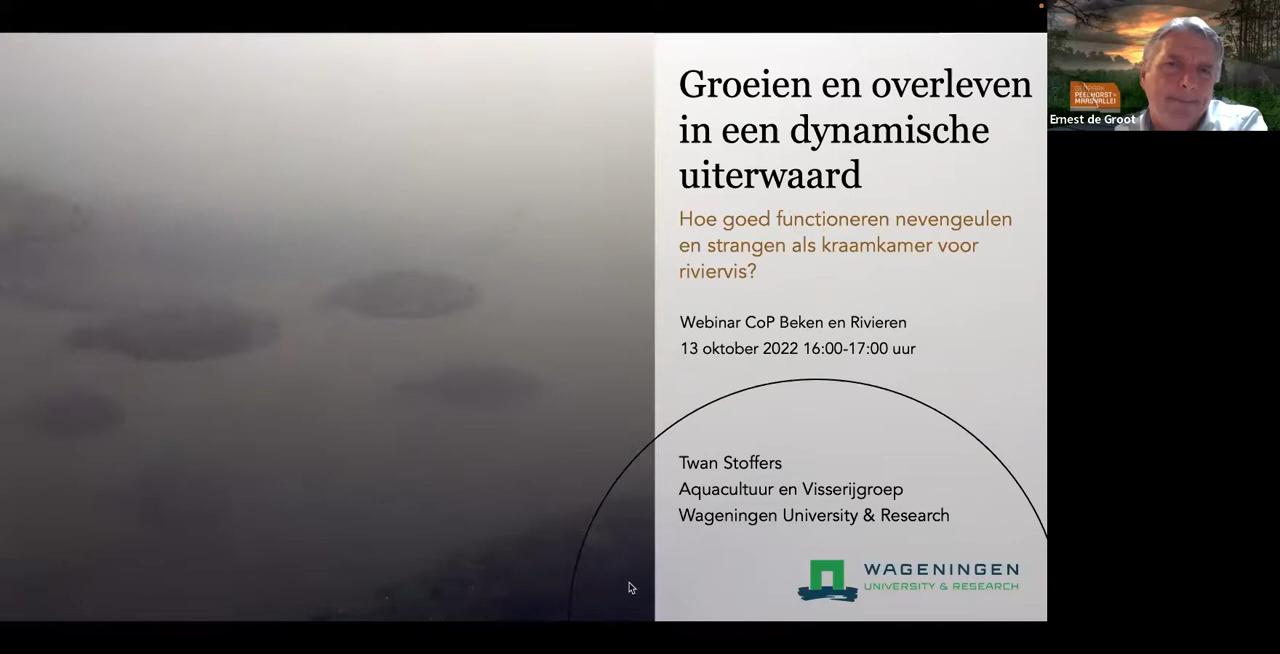 Groeien en overleven
in een dynamische
uiterwaard
Hoe goed functioneren nevengeulen
en strangen als kraamkamer voor
riviervis?
Webinar CoP Beken en Rivieren
13 oktober 2022 16:00-17:00 uur
Twan Stoffers
Aquacultuur en Visserijgroep
Wageningen University & Research
WAGENINGEN
UNIVERSITY & RESEARCH
PEELHORST
MAASVALLEI
Ernest de Groot